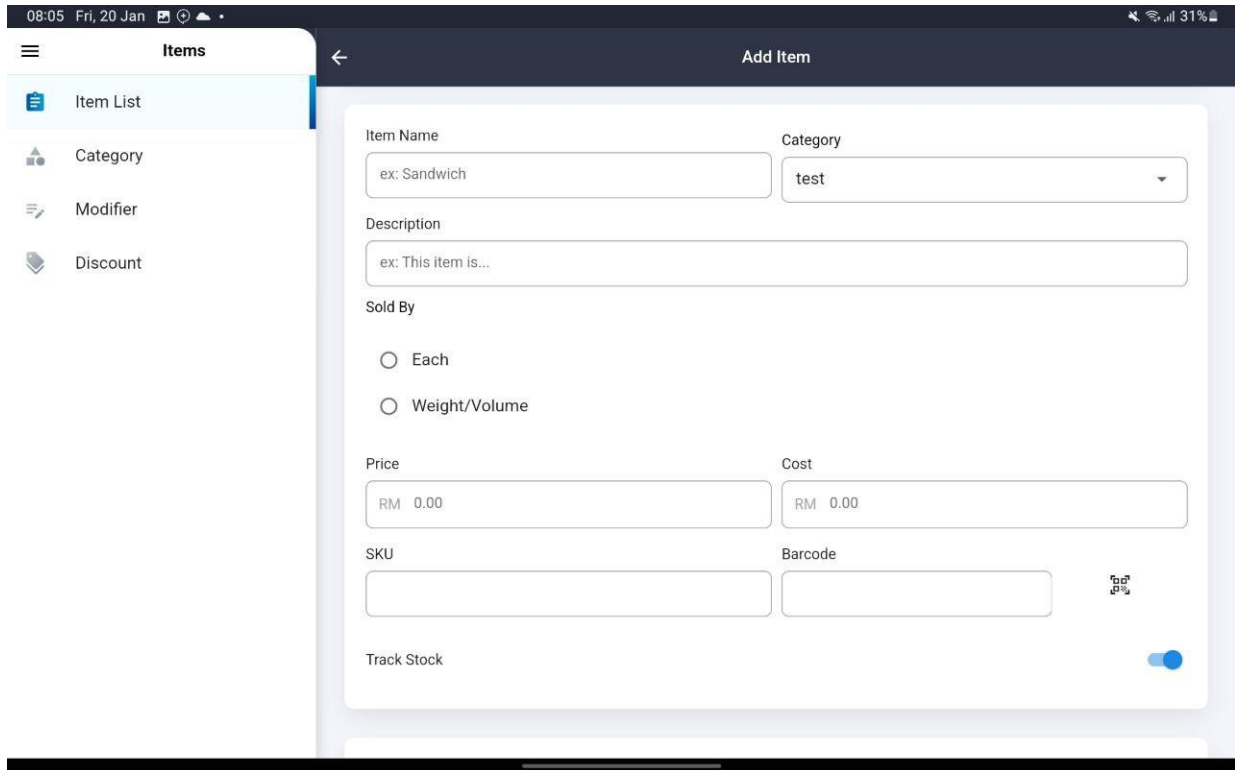 08:05 Fri, 20 Jan
31%
Items
Add Item
Item List
Category
Modifier
Discount
Item Name
Category
ex: Sandwich
test
Description
ex: This item is...
Sold By
Each
Weight/Volume
Price
Cost
RM 0.00
RM 0.00
SKU
Barcode
Track Stock